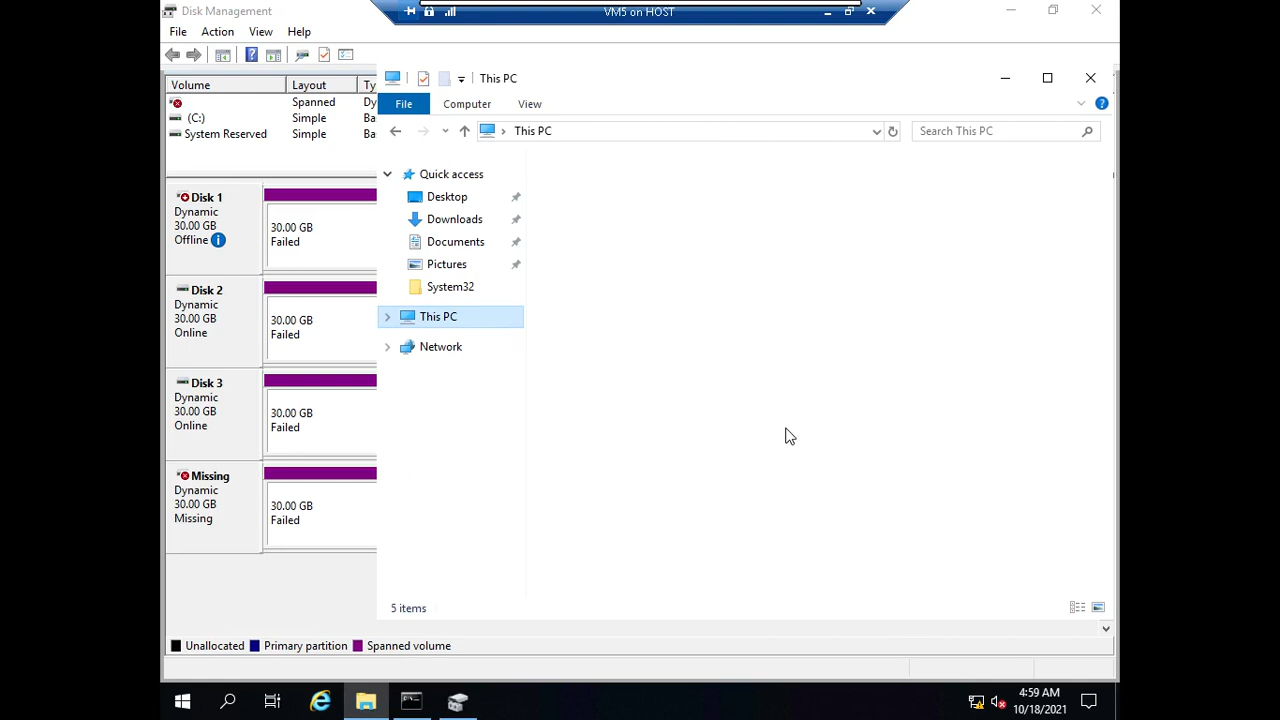 Disk Management
VM5 on HOST
File Action View Help
Volume Layout Ty
Spanned Dy
(C:) Simple Ba
System Reserved Simple Ba
This PC
File Computer View
This PC
Search This PC
Quick access
Desktop
Downloads
Documents
Pictures
System32
This PC
Network
5 items
Disk 1
Dynamic
30.00 GB
Offline
30.00 GB
Failed
Disk 2
Dynamic
30.00 GB
Online
30.00 GB
Failed
Disk 3
Dynamic
30.00 GB
Online
30.00 GB
Failed
Missing
Dynamic
30.00 GB
Missing
30.00 GB
Failed
Unallocated Primary partition Spanned volume
4:59 AM
10/18/2021